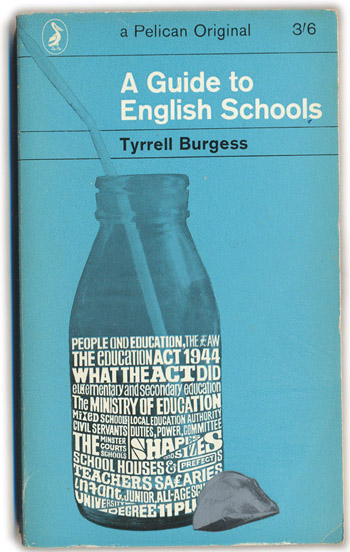 a Pelican Original 3/6
A Guide to
English Schools
Tyrrell Burgess
PEOPLE AND EDUCATION, THE LAW
THE EDUCATION ACT 1944
WHAT THE ACT DID
elementary and secondary education
The MINISTRY OF EDUCATION
MIXED SCHOOLS LOCAL EDUCATION AUTHORITY
CIVIL SERVANTS DUTIES, POWER, COMMITTEE
THE MINISTER COURTS SCHOOLS SHAPES and SIZES
SCHOOL HOUSES & PREFECTS
TEACHERS SALARIES
infant, JUNIOR, ALL-AGE
UNIVERSITY
DEGREE 11 PLU